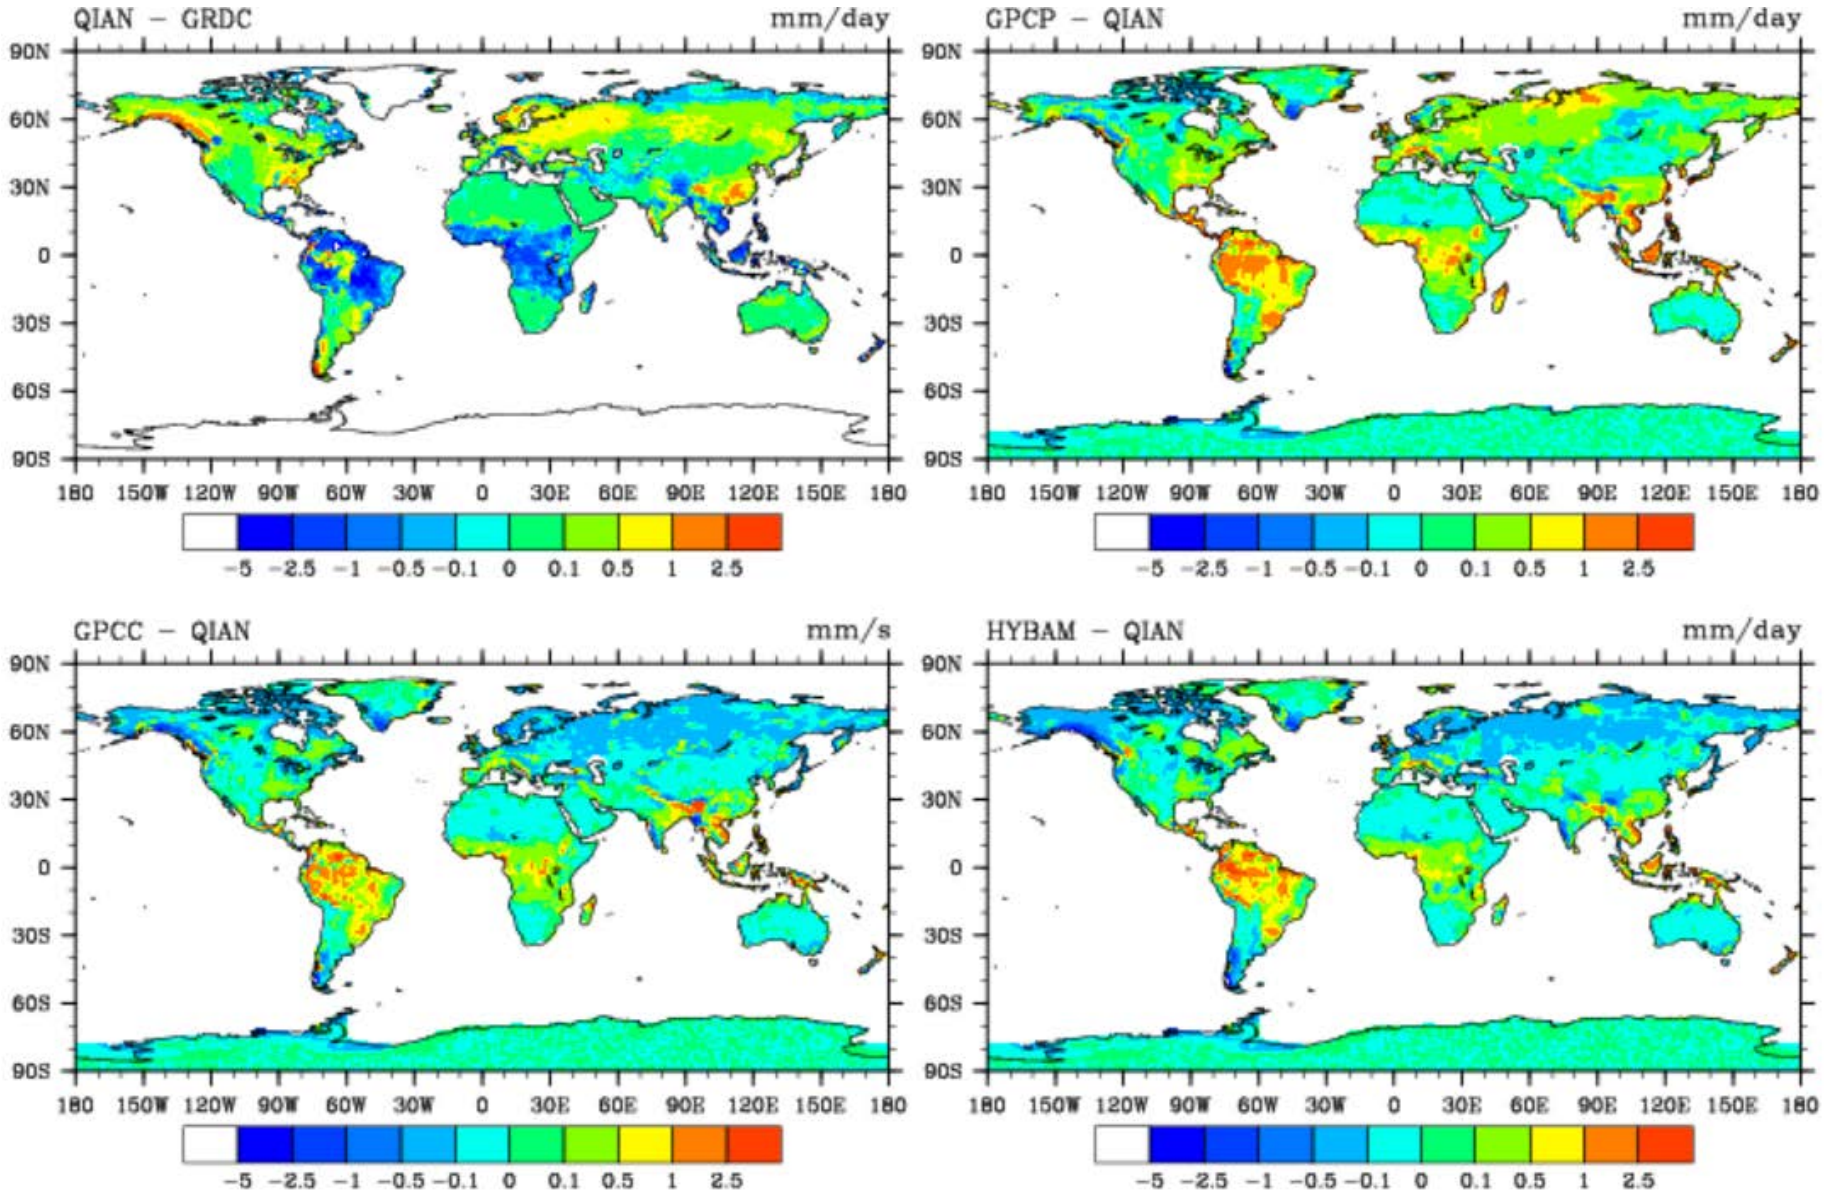 QIAN − GRDC mm/day
90N
60N
30N
0
30S
60S
90S
180 150W 120W 90W 60W 30W 0 30E 60E 90E 120E 150E 180
−5 −2.5 −1 −0.5 −0.1 0 0.1 0.5 1 2.5
GPCP − QIAN mm/day
90N
60N
30N
0
30S
60S
90S
180 150W 120W 90W 60W 30W 0 30E 60E 90E 120E 150E 180
−5 −2.5 −1 −0.5 −0.1 0 0.1 0.5 1 2.5
GPCC − QIAN mm/s
90N
60N
30N
0
30S
60S
90S
180 150W 120W 90W 60W 30W 0 30E 60E 90E 120E 150E 180
−5 −2.5 −1 −0.5 −0.1 0 0.1 0.5 1 2.5
HYBAM − QIAN mm/day
90N
60N
30N
0
30S
60S
90S
180 150W 120W 90W 60W 30W 0 30E 60E 90E 120E 150E 180
−5 −2.5 −1 −0.5 −0.1 0 0.1 0.5 1 2.5